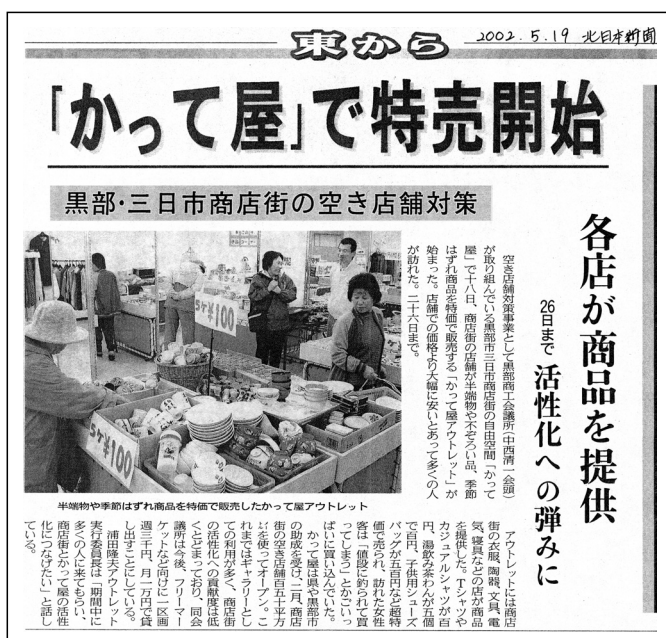 東から
2002.5.19 北日本新聞
「かって屋」で特売開始
黒部・三日市商店街の空き店舗対策
各店が商品を提供
26日まで 活性化への弾みに
空き店舗対策事業として黒部商工会議所(中西清一会頭)
が取り組んでいる黒部市三日市商店街の自由空間「かって
屋」で十八日、商店街の店舗が半端物や不ぞろい品、季節
はずれ商品を特価で販売する「かって屋アウトレット」が
始まった。店舗での価格より大幅に安いとあって多くの人
が訪れた。二十六日まで。
5ケ¥100
5ケ¥100
半端物や季節はずれ商品を特価で販売したかって屋アウトレット
アウトレットには商店
街の衣服、陶器、文具、電
気、寝具などの店が商品
を提供した。Tシャツや
カジュアルシャツが百
円、湯飲み茶わんが五個
で百円、子供用シューズ
バッグが五百円など超特
価で売られ、訪れた女性
客は「値段に釣られて買
ってしまう」とかごいっ
ぱいに買い込んでいた。
かって屋は県や黒部市
の助成を受け一月、商店
街の空き店舗百五十平方
㍍を使ってオープン。こ
れまではギャラリーとし
ての利用が多く、商店街
の活性化への貢献度は低
くとどまっており、同会
議所は今後、フリーマー
ケットなど向けに一区画
週三千円、月一万円で貸
し出すことにしている。
浦田隆夫アウトレット
実行委員長は「期間中に
多くの人に来てもらい、
商店街とかって屋の活性
化につなげたい」と話し
ている。